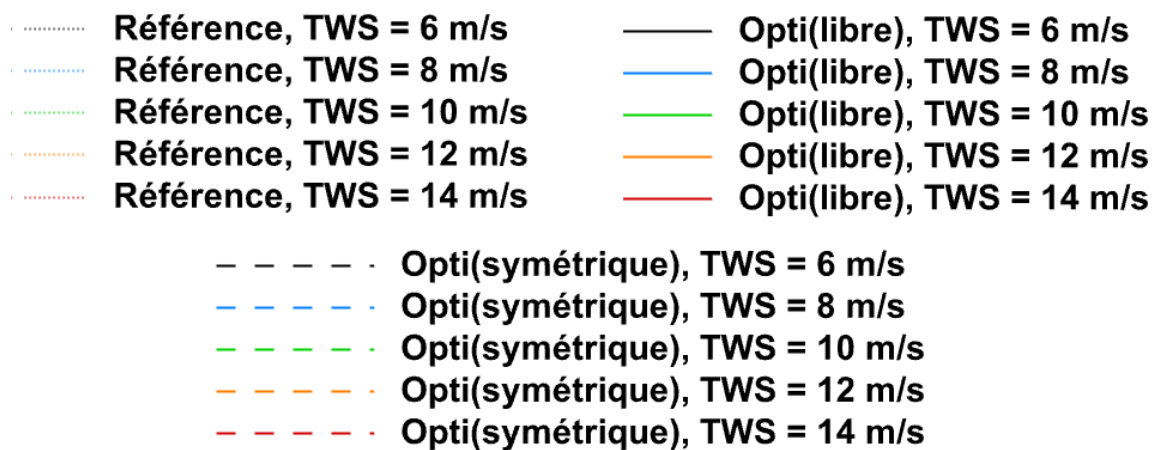 Référence, TWS = 6 m/s
Référence, TWS = 8 m/s
Référence, TWS = 10 m/s
Référence, TWS = 12 m/s
Référence, TWS = 14 m/s
Opti(libre), TWS = 6 m/s
Opti(libre), TWS = 8 m/s
Opti(libre), TWS = 10 m/s
Opti(libre), TWS = 12 m/s
Opti(libre), TWS = 14 m/s
Opti(symétrique), TWS = 6 m/s
Opti(symétrique), TWS = 8 m/s
Opti(symétrique), TWS = 10 m/s
Opti(symétrique), TWS = 12 m/s
Opti(symétrique), TWS = 14 m/s